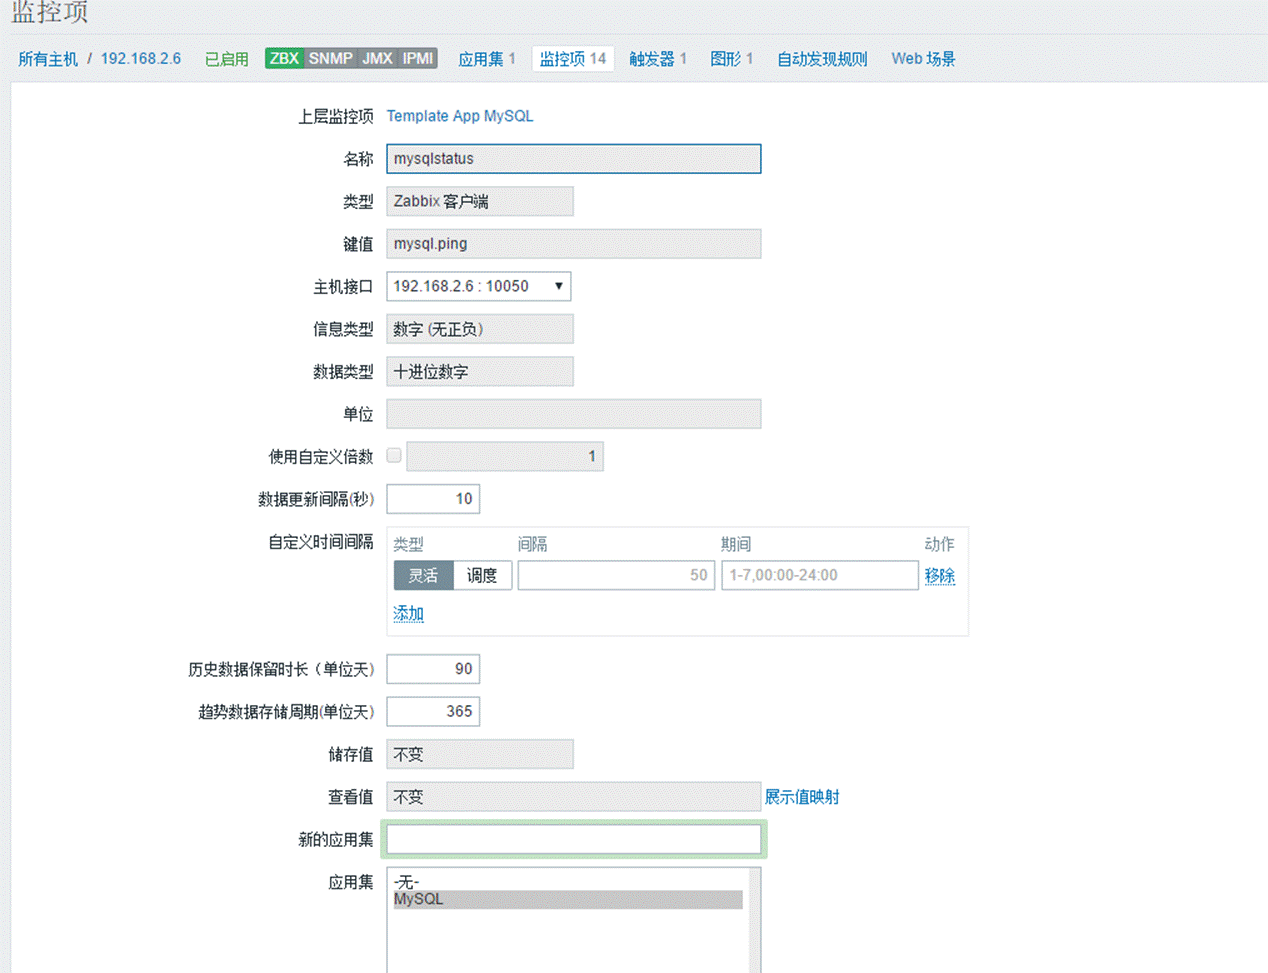 监控项
所有主机 / 192.168.2.6 已启用 ZBX SNMP JMX IPMI 应用集 1 监控项 14 触发器 1 图形 1 自动发现规则 Web 场景
上层监控项 Template App MySQL
名称 mysqlstatus
类型 Zabbix 客户端
键值 mysql.ping
主机接口 192.168.2.6 : 10050
信息类型 数字 (无正负)
数据类型 十进位数字
单位
使用自定义倍数 1
数据更新间隔(秒) 10
自定义时间间隔 类型 间隔 期间 动作
灵活 调度 50 1-7,00:00-24:00 移除
添加
历史数据保留时长（单位天） 90
趋势数据存储周期(单位天) 365
储存值 不变
查看值 不变 展示值映射
新的应用集
应用集 -无-
MySQL